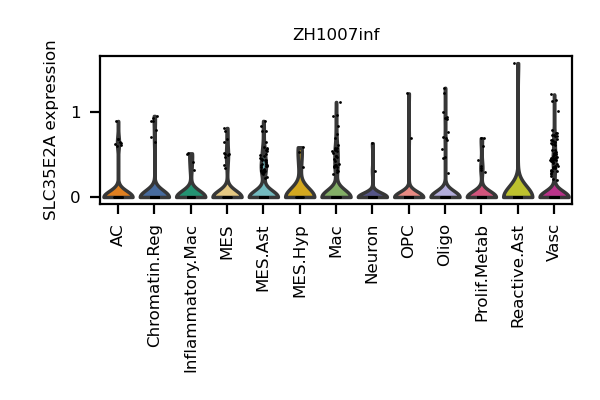 ZH1007inf
SLC35E2A expression
1
0
AC
Chromatin.Reg
Inflammatory.Mac
MES
MES.Ast
MES.Hyp
Mac
Neuron
OPC
Oligo
Prolif.Metab
Reactive.Ast
Vasc